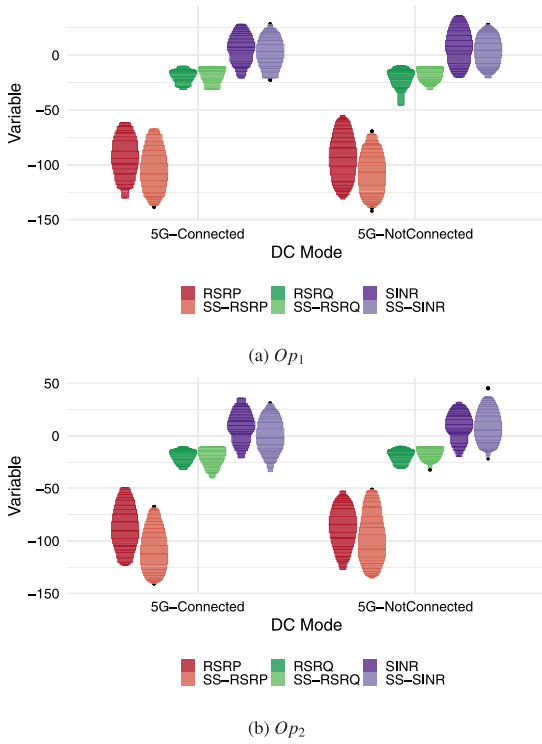 0
−50
−100
−150
Variable
5G−Connected 5G−NotConnected
DC Mode
RSRP RSRQ SINR
SS−RSRP SS−RSRQ SS−SINR
(a) Op1
50
0
−50
−100
−150
Variable
5G−Connected 5G−NotConnected
DC Mode
RSRP RSRQ SINR
SS−RSRP SS−RSRQ SS−SINR
(b) Op2